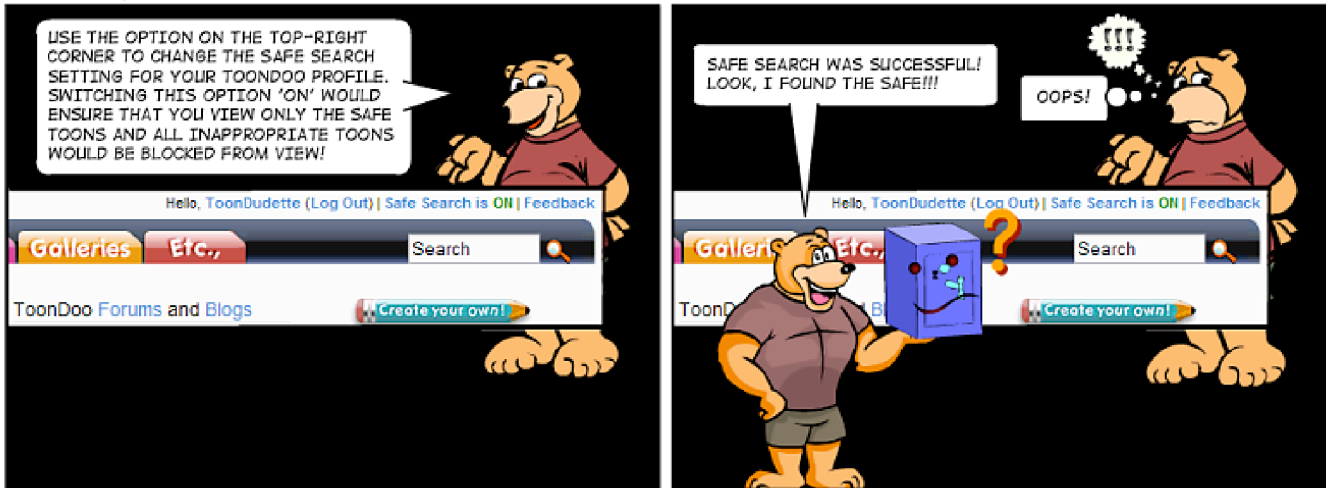 USE THE OPTION ON THE TOP-RIGHT
CORNER TO CHANGE THE SAFE SEARCH
SETTING FOR YOUR TOONDOO PROFILE.
SWITCHING THIS OPTION 'ON' WOULD
ENSURE THAT YOU VIEW ONLY THE SAFE
TOONS AND ALL INAPPROPRIATE TOONS
WOULD BE BLOCKED FROM VIEW!
Hello, ToonDudette (Log Out) | Safe Search is ON | Feedback
Galleries Etc., Search
ToonDoo Forums and Blogs Create your own!
!!!
SAFE SEARCH WAS SUCCESSFUL!
LOOK, I FOUND THE SAFE!!!
OOPS!
Hello, ToonDudette (Log Out) | Safe Search is ON | Feedback
?
Galleri Etc., Search
ToonD Bl Create your own!